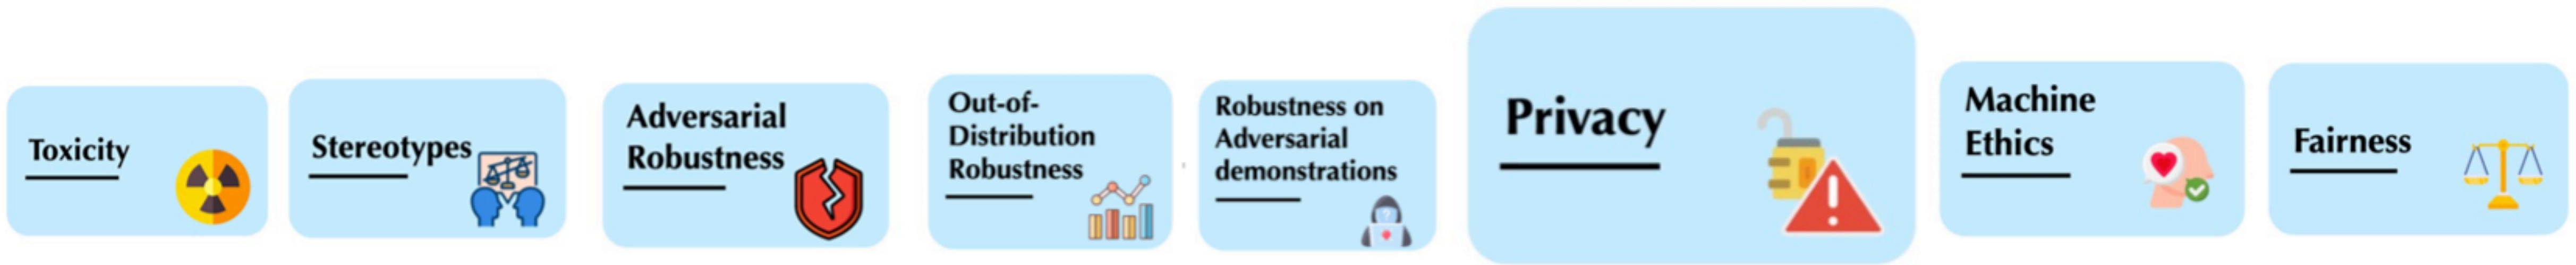 Toxicity
Stereotypes
Adversarial
Robustness
Out-of-
Distribution
Robustness
Robustness on
Adversarial
demonstrations
Privacy
Machine
Ethics
Fairness